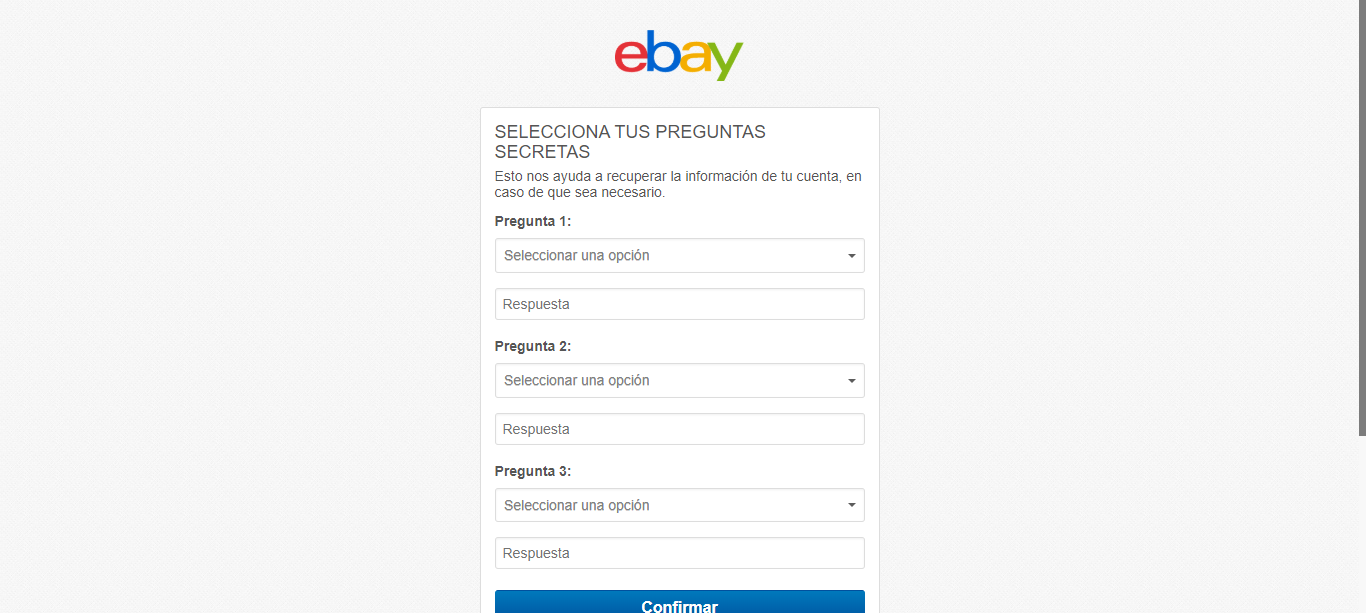 ebay
SELECCIONA TUS PREGUNTAS
SECRETAS
Esto nos ayuda a recuperar la información de tu cuenta, en
caso de que sea necesario.
Pregunta 1:
Seleccionar una opción
Respuesta
Pregunta 2:
Seleccionar una opción
Respuesta
Pregunta 3:
Seleccionar una opción
Respuesta
Confirmar